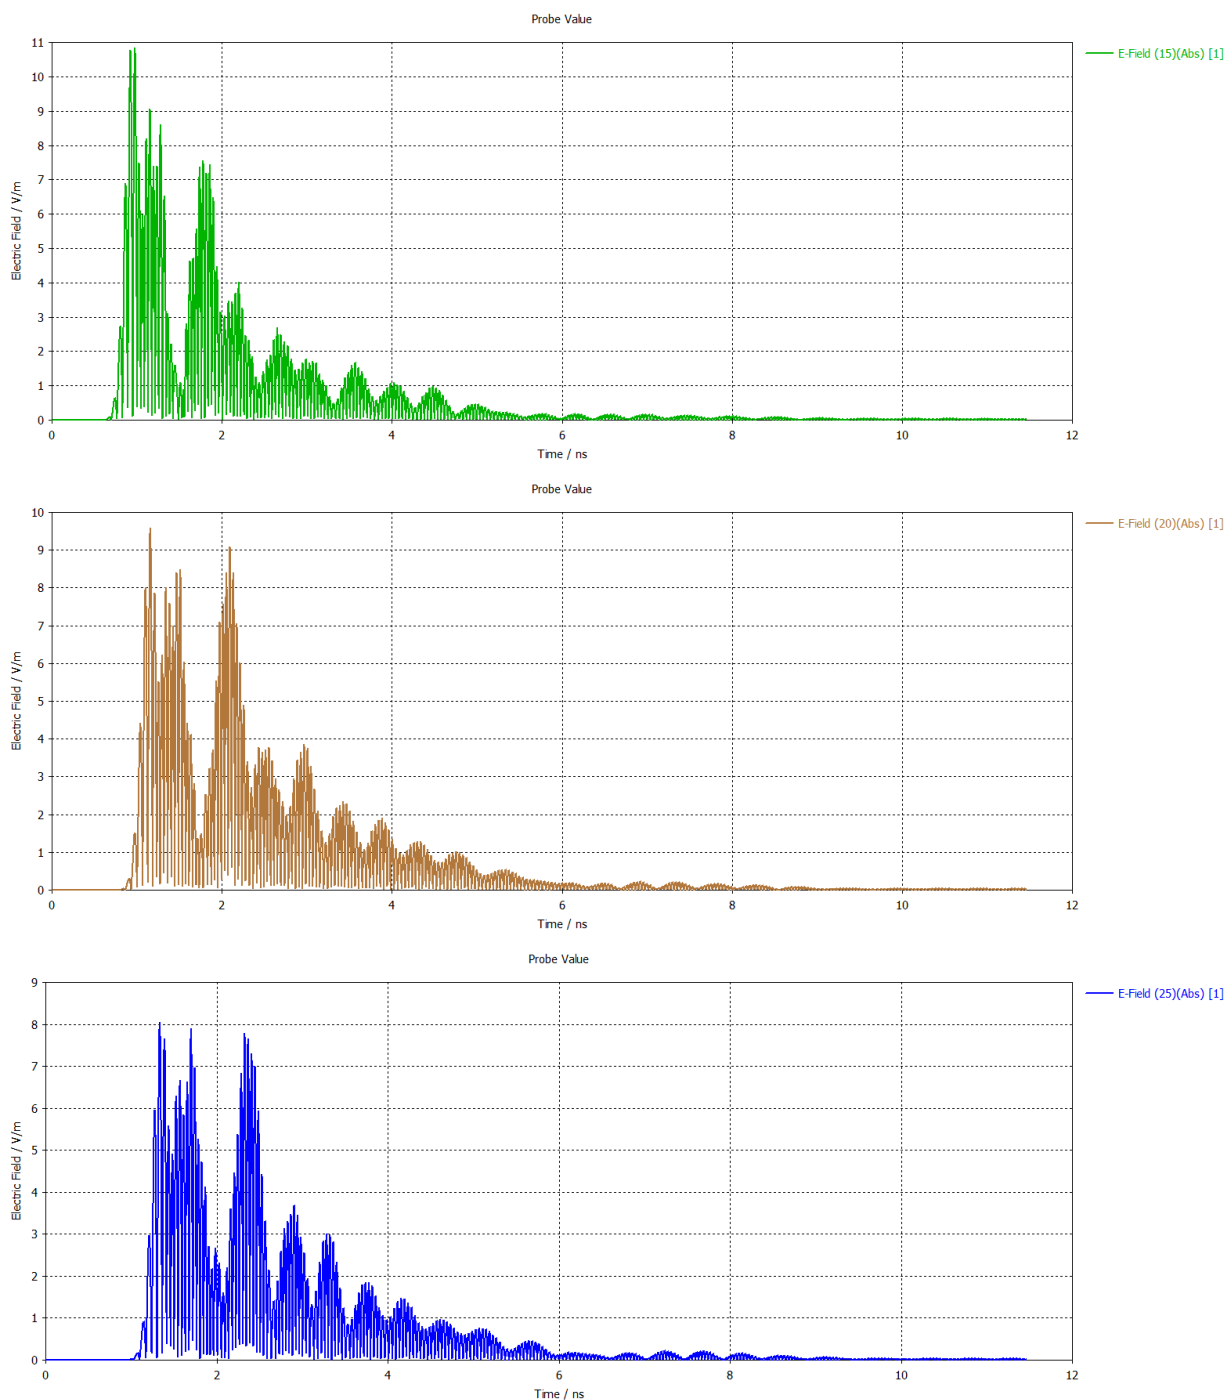 Probe Value
E-Field (15)(Abs) [1]
Electric Field / V/m
11
10
9
8
7
6
5
4
3
2
1
0
0 2 4 6 8 10 12
Time / ns
Probe Value
E-Field (20)(Abs) [1]
Electric Field / V/m
10
9
8
7
6
5
4
3
2
1
0
0 2 4 6 8 10 12
Time / ns
Probe Value
E-Field (25)(Abs) [1]
Electric Field / V/m
9
8
7
6
5
4
3
2
1
0
0 2 4 6 8 10 12
Time / ns